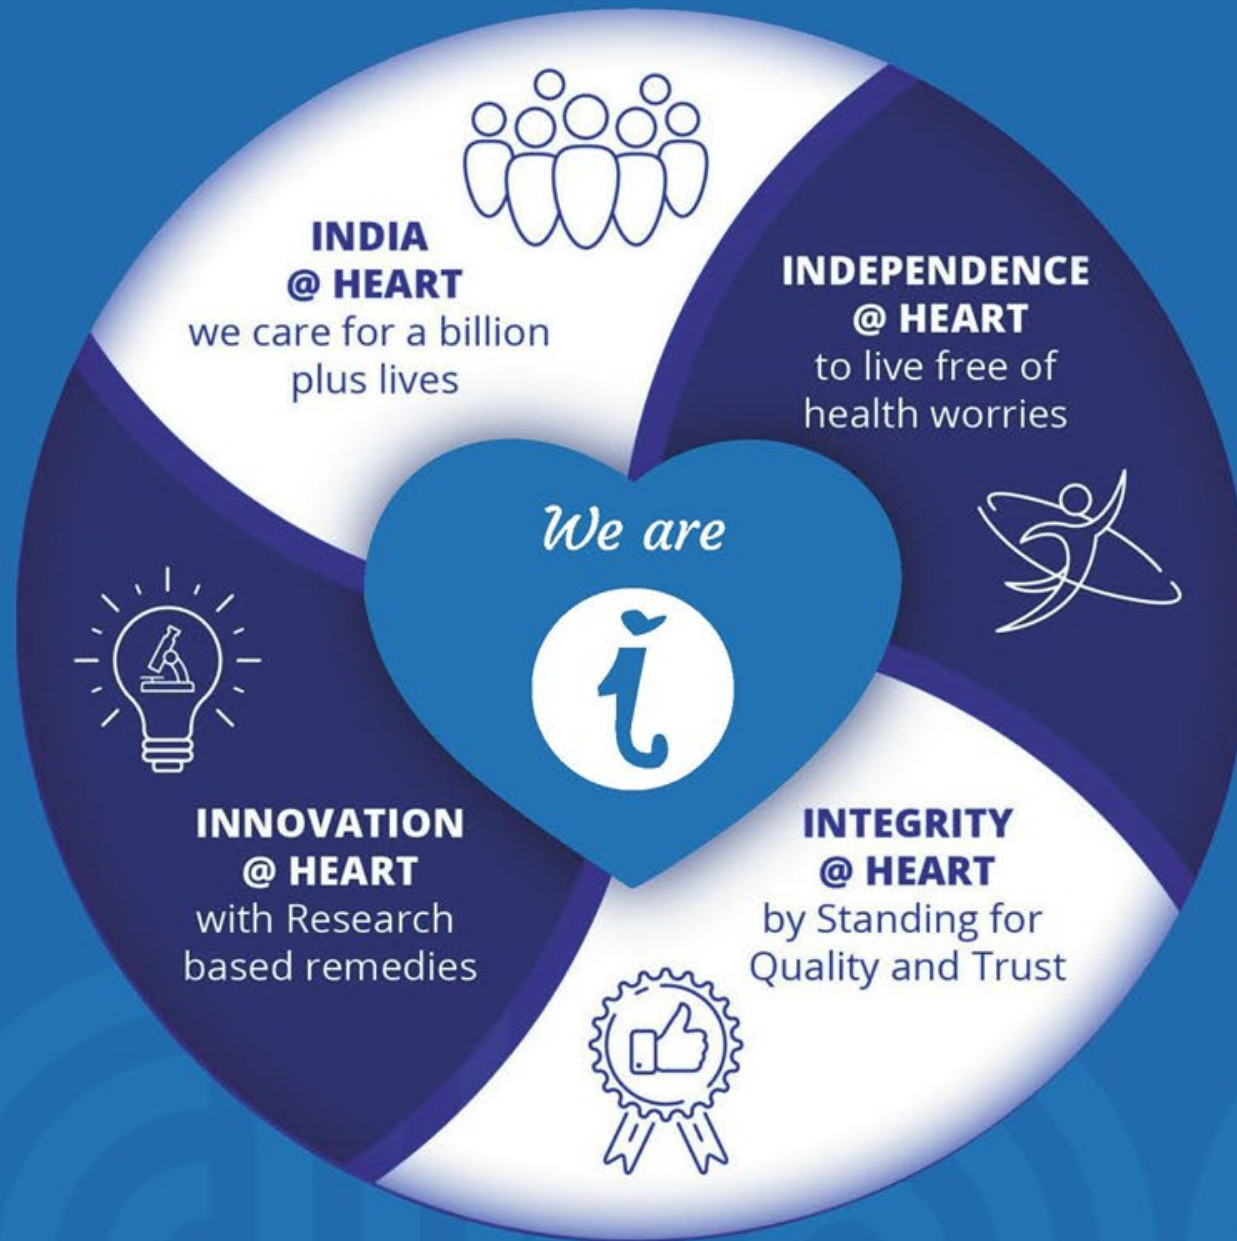 INDIA
@ HEART
we care for a billion
plus lives
INDEPENDENCE
@ HEART
to live free of
health worries
We are
i
INNOVATION
@ HEART
with Research
based remedies
INTEGRITY
@ HEART
by Standing for
Quality and Trust